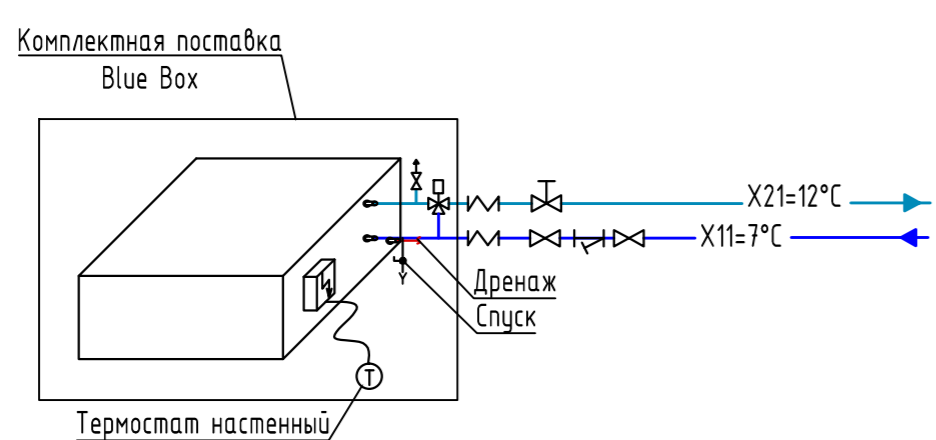 Комплектная поставка
Blue Box
X21=12°C
X11=7°C
Дренаж
Спуск
T
Термостат настенный